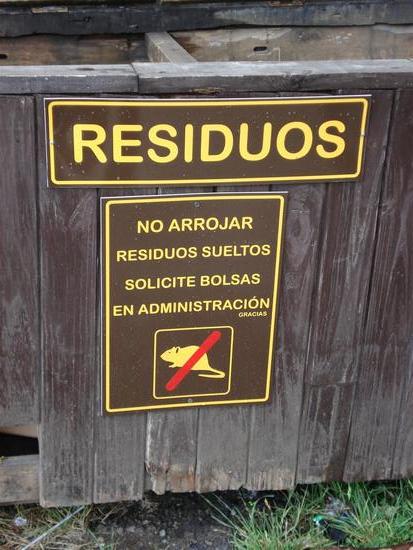 RESIDUOS
NO ARROJAR
RESIDUOS SUELTOS
SOLICITE BOLSAS
EN ADMINISTRACIÓN
GRACIAS